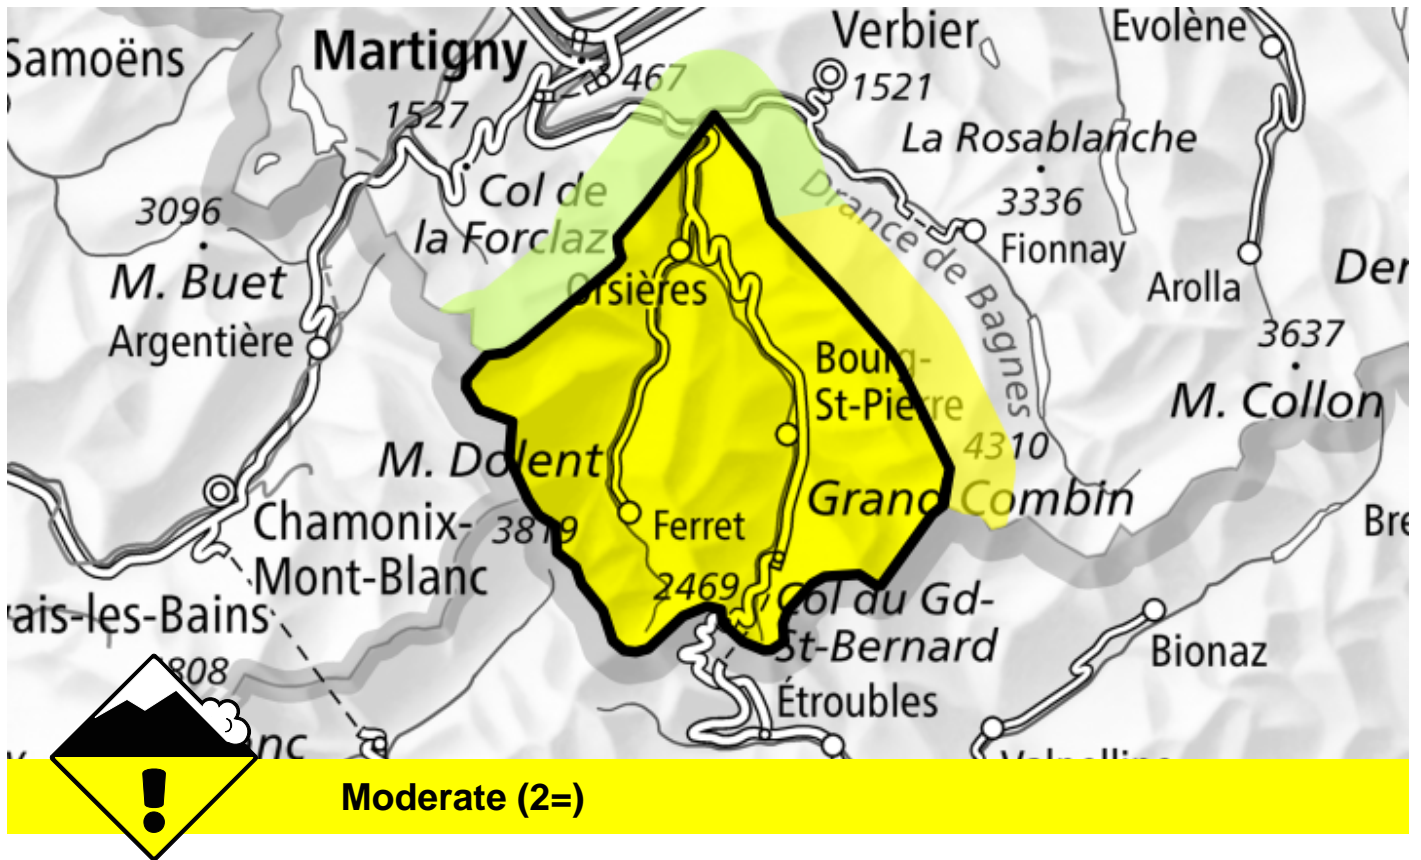 Samoëns
Martigny
467
Verbier
1521
Evolène
1527
La Rosablanche
3336
Col de
la Forclaz
3096
M. Buet
Argentière
Orsières
Drance de Bagnes
Fionnay
Arolla
3637
M. Collon
Bourg-
St-Pierre
4310
Grand Combin
M. Dolent
3819
Ferret
Chamonix-
Mont-Blanc
2469
Col du Gd-
St-Bernard
Bionaz
Étroubles
Moderate (2=)